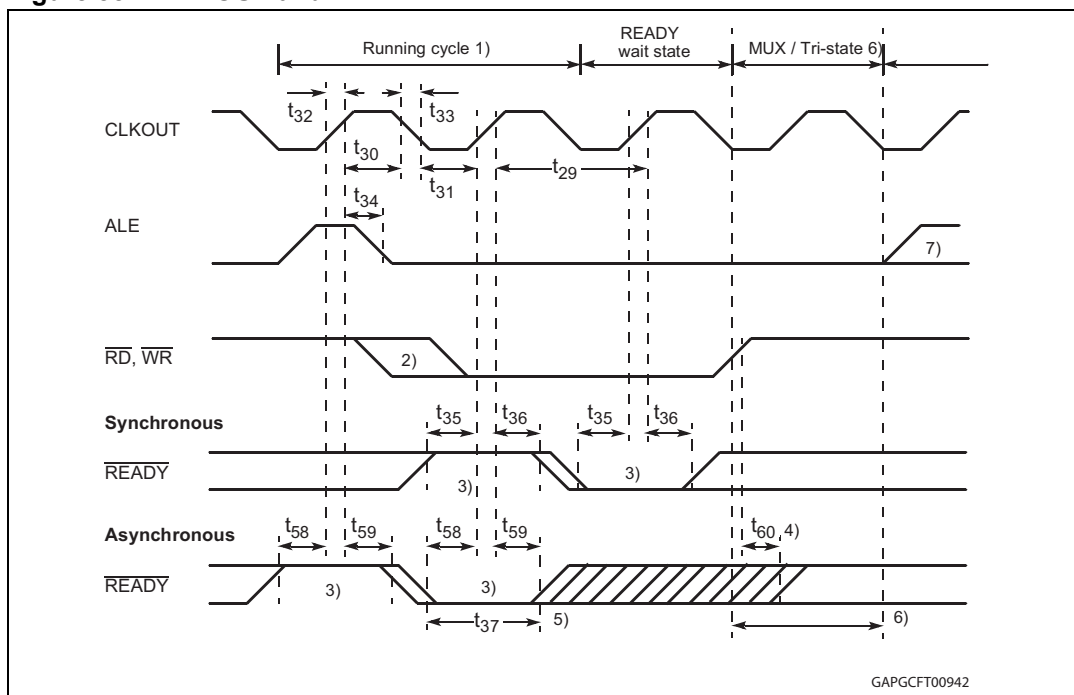 READY
Running cycle 1)
wait state
MUX / Tri-state 6)
t32
t33
CLKOUT
t30
t31
t29
t34
ALE
7)
RD, WR
2)
Synchronous
t35
t36
t35
t36
READY
3)
3)
Asynchronous
t58
t59
t58
t59
t60
4)
READY
3)
3)
t37
5)
6)
GAPGCFT00942